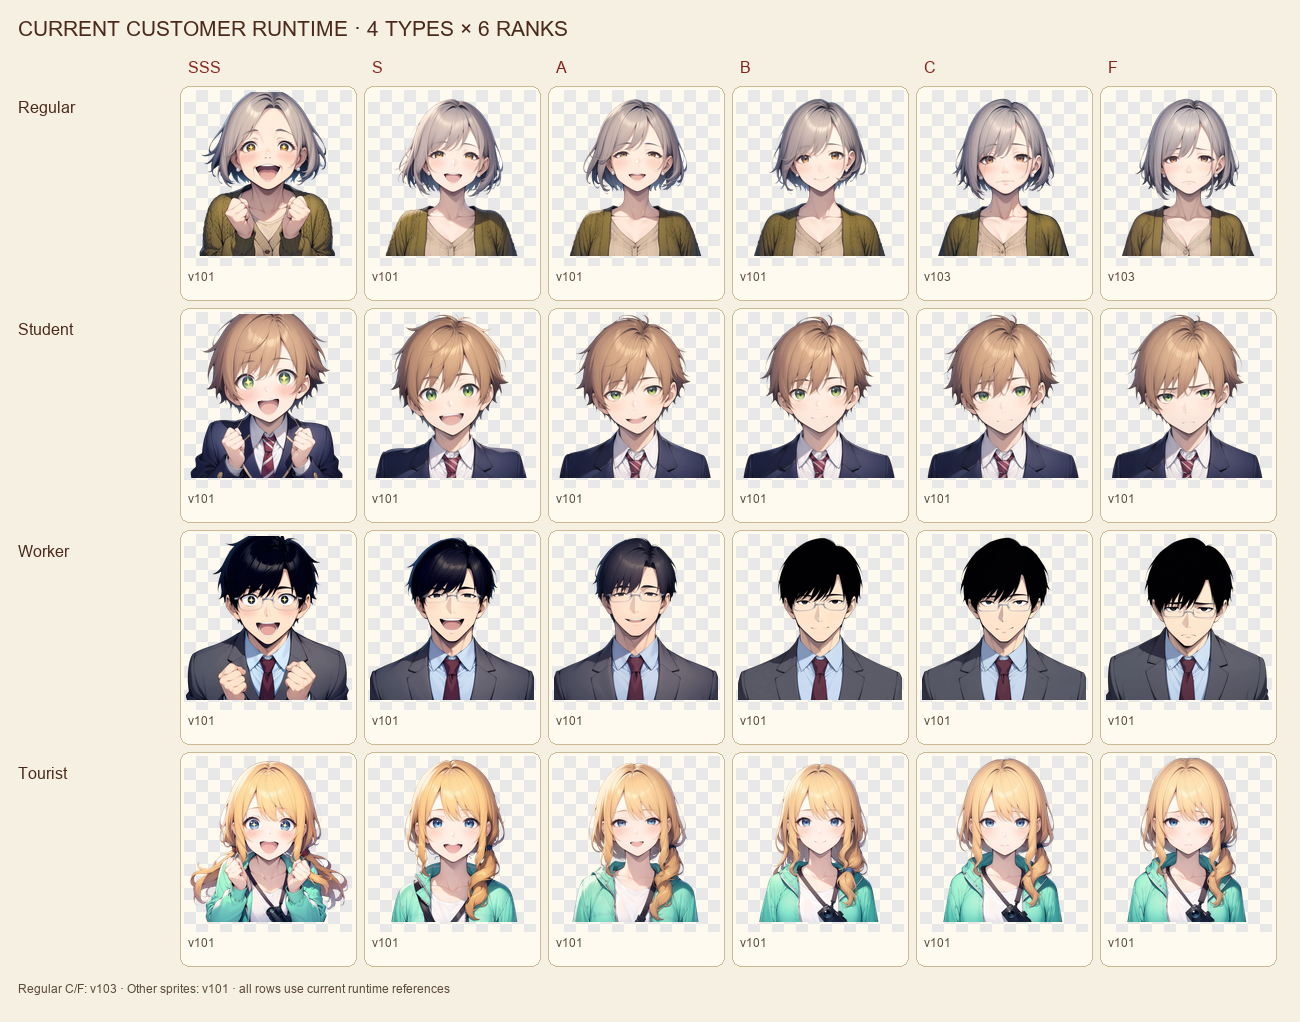 CURRENT CUSTOMER RUNTIME · 4 TYPES × 6 RANKS
SSS S A B C F
Regular
v101 v101 v101 v101 v103 v103
Student
v101 v101 v101 v101 v101 v101
Worker
v101 v101 v101 v101 v101 v101
Tourist
v101 v101 v101 v101 v101 v101
Regular C/F: v103 · Other sprites: v101 · all rows use current runtime references